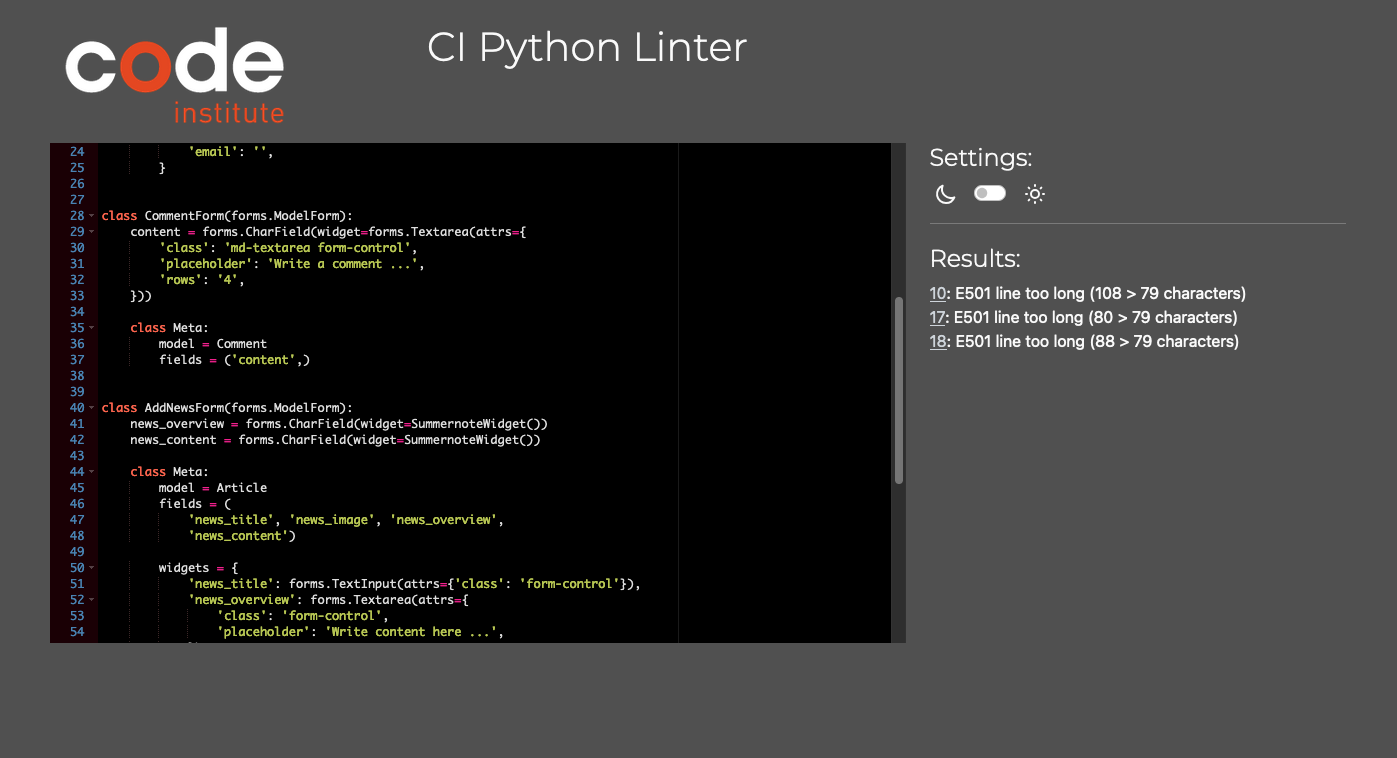 code
institute
CI Python Linter
24 'email': '',
25 }
26
27
28 class CommentForm(forms.ModelForm):
29 content = forms.CharField(widget=forms.Textarea(attrs={
30 'class': 'md-textarea form-control',
31 'placeholder': 'Write a comment ...',
32 'rows': '4',
33 }))
34
35 class Meta:
36 model = Comment
37 fields = ('content',)
38
39
40 class AddNewsForm(forms.ModelForm):
41 news_overview = forms.CharField(widget=SummernoteWidget())
42 news_content = forms.CharField(widget=SummernoteWidget())
43
44 class Meta:
45 model = Article
46 fields = (
47 'news_title', 'news_image', 'news_overview',
48 'news_content')
49
50 widgets = {
51 'news_title': forms.TextInput(attrs={'class': 'form-control'}),
52 'news_overview': forms.Textarea(attrs={
53 'class': 'form-control',
54 'placeholder': 'Write content here ...',
Settings:
Results:
10: E501 line too long (108 > 79 characters)
17: E501 line too long (80 > 79 characters)
18: E501 line too long (88 > 79 characters)